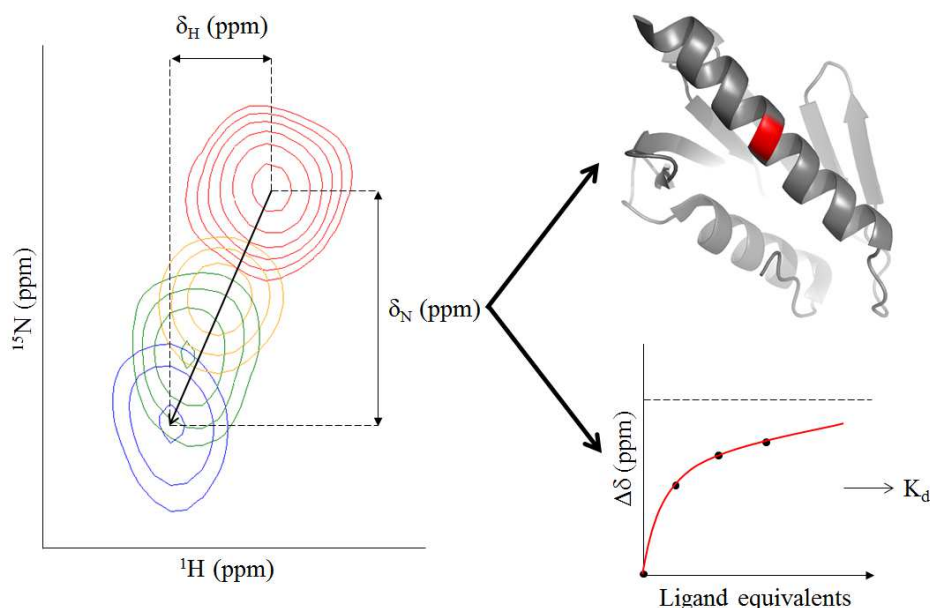 δH (ppm)
15N (ppm)
δN (ppm)
1H (ppm)
Δδ (ppm)
Kd
Ligand equivalents